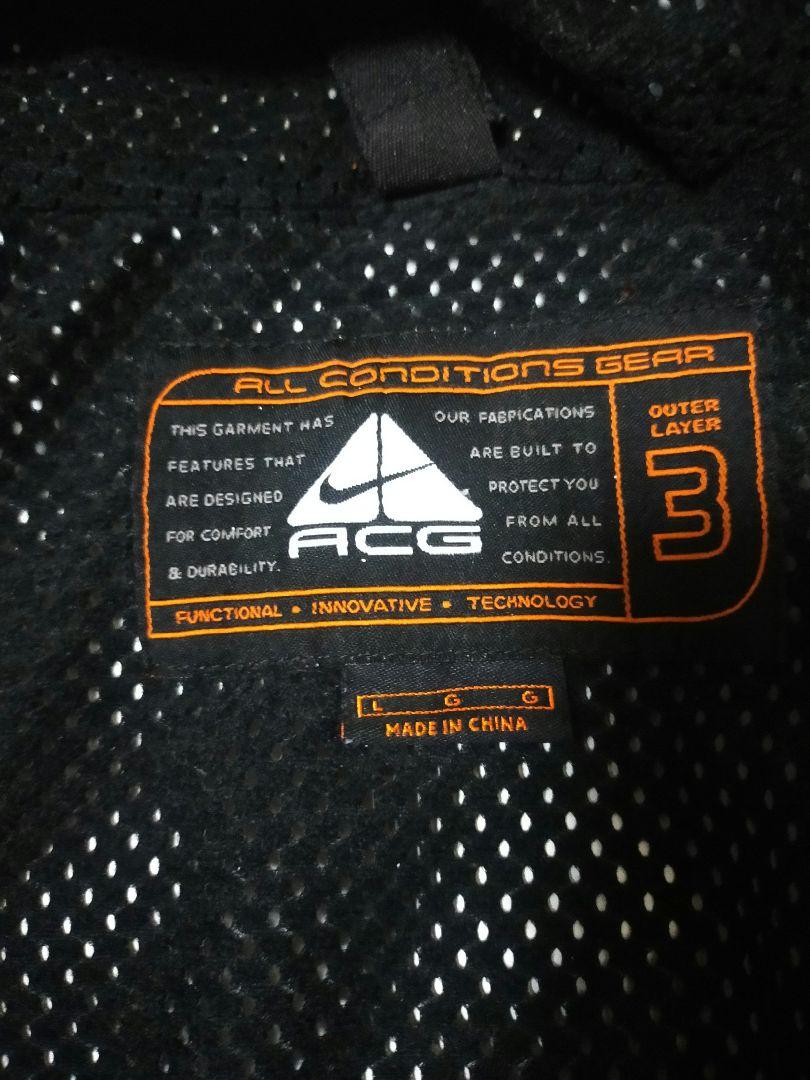 ALL CONDITIONS GEAR
THIS GARMENT HAS
FEATURES THAT
ARE DESIGNED
FOR COMFORT
& DURABILITY.
ACG
OUR FABRICATIONS
ARE BUILT TO
PROTECT YOU
FROM ALL
CONDITIONS.
OUTER
LAYER
3
FUNCTIONAL • INNOVATIVE • TECHNOLOGY
L G G
MADE IN CHINA